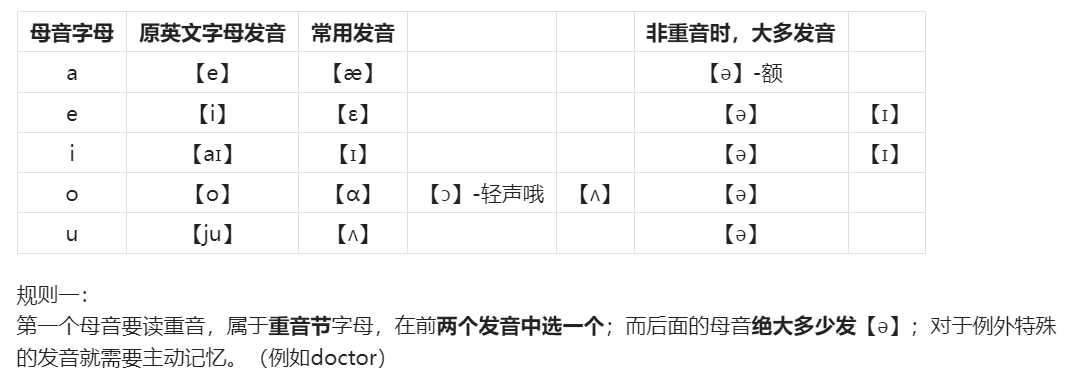 母音字母 原英文字母发音 常用发音 非重音时，大多发音
a 【e】 【æ】 【ə】-额
e 【i】 【ɛ】 【ə】 【ɪ】
i 【aɪ】 【ɪ】 【ə】 【ɪ】
o 【o】 【ɑ】 【ɔ】-轻声哦 【ʌ】 【ə】
u 【ju】 【ʌ】 【ə】
规则一：
第一个母音要读重音，属于重音节字母，在前两个发音中选一个；而后面的母音绝大多少发【ə】；对于例外特殊
的发音就需要主动记忆。（例如doctor）